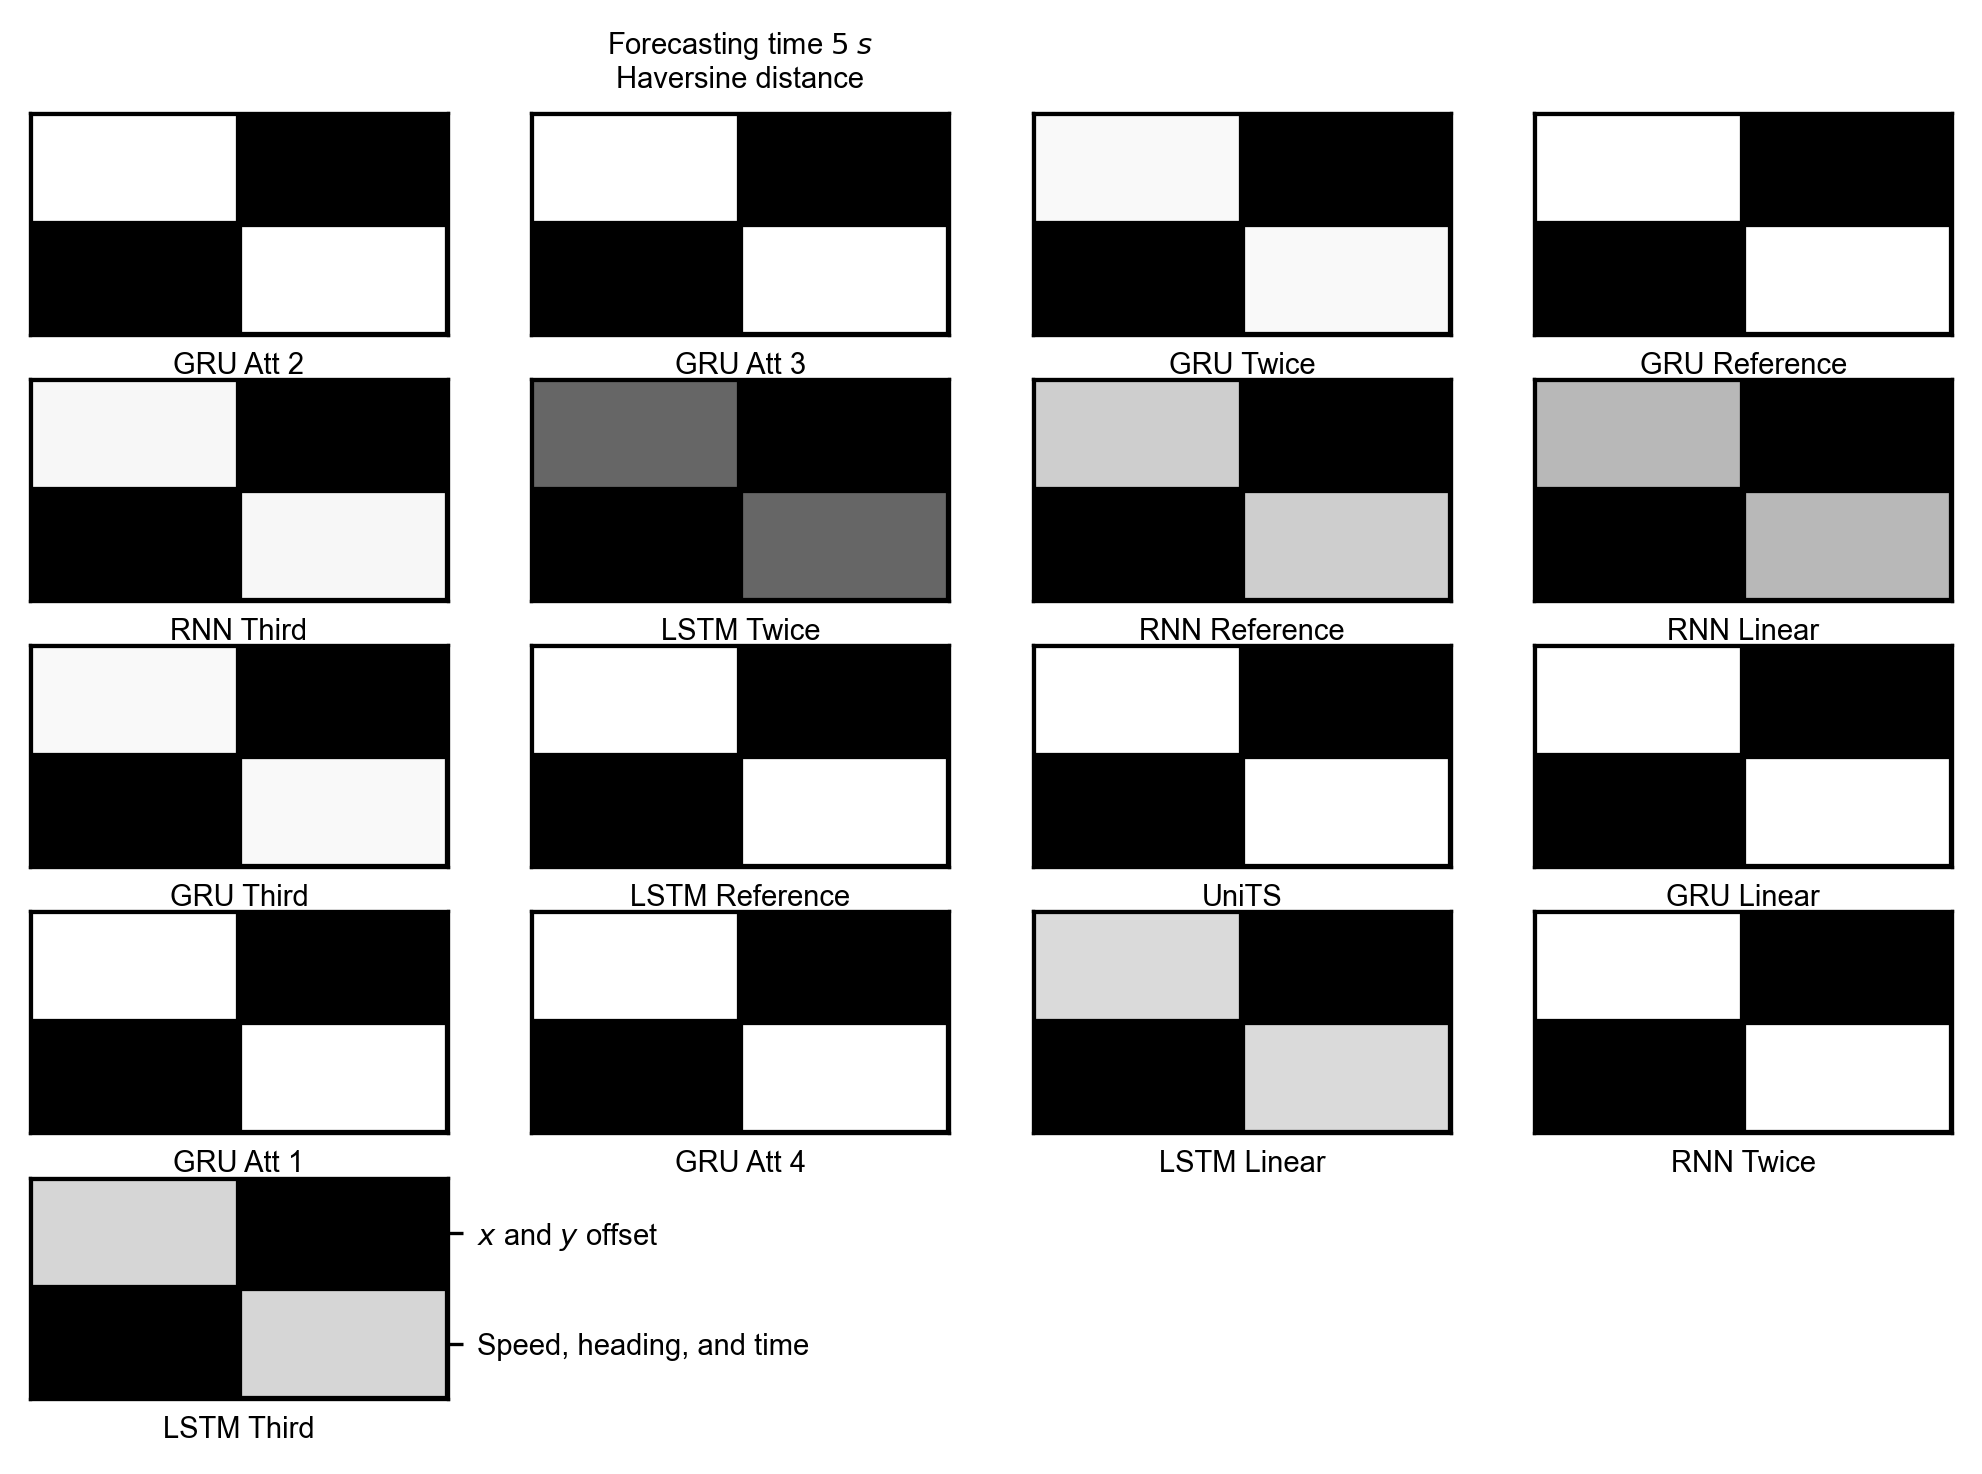 Forecasting time 5 s
Haversine distance
GRU Att 2
GRU Att 3
GRU Twice
GRU Reference
RNN Third
LSTM Twice
RNN Reference
RNN Linear
GRU Third
LSTM Reference
UniTS
GRU Linear
GRU Att 1
GRU Att 4
LSTM Linear
RNN Twice
x and y offset
Speed, heading, and time
LSTM Third